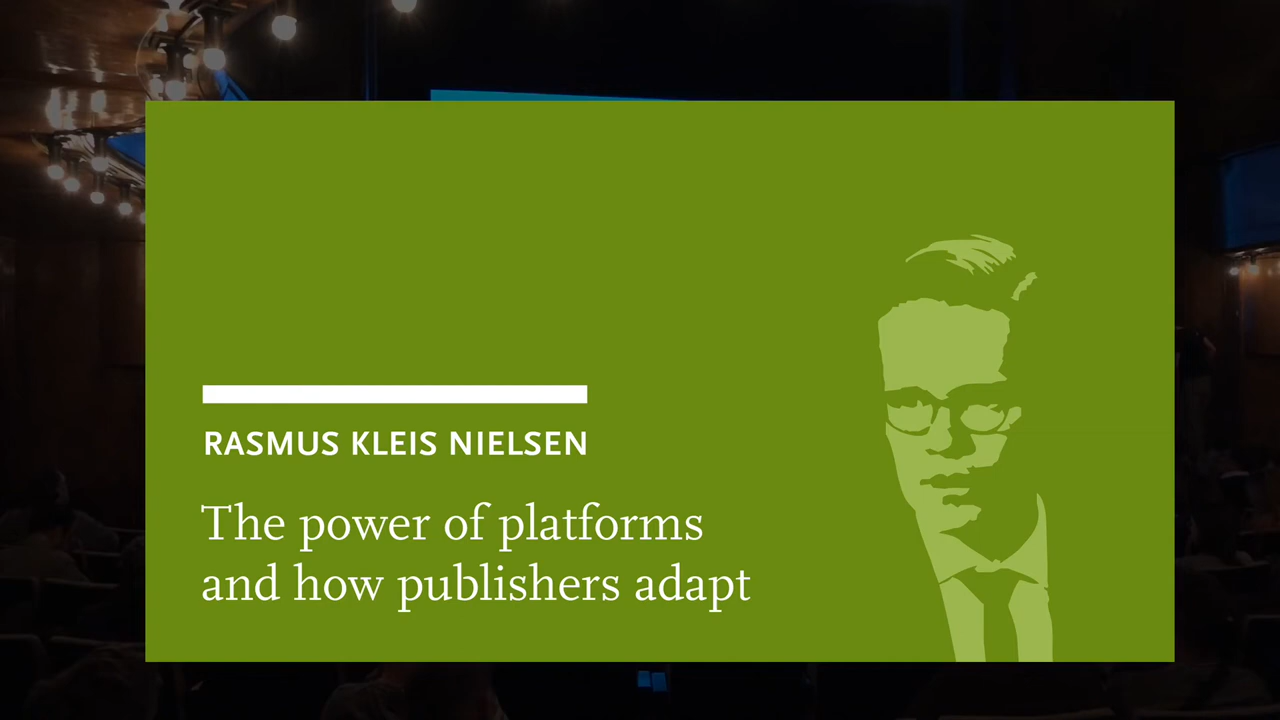 RASMUS KLEIS NIELSEN
The power of platforms
and how publishers adapt